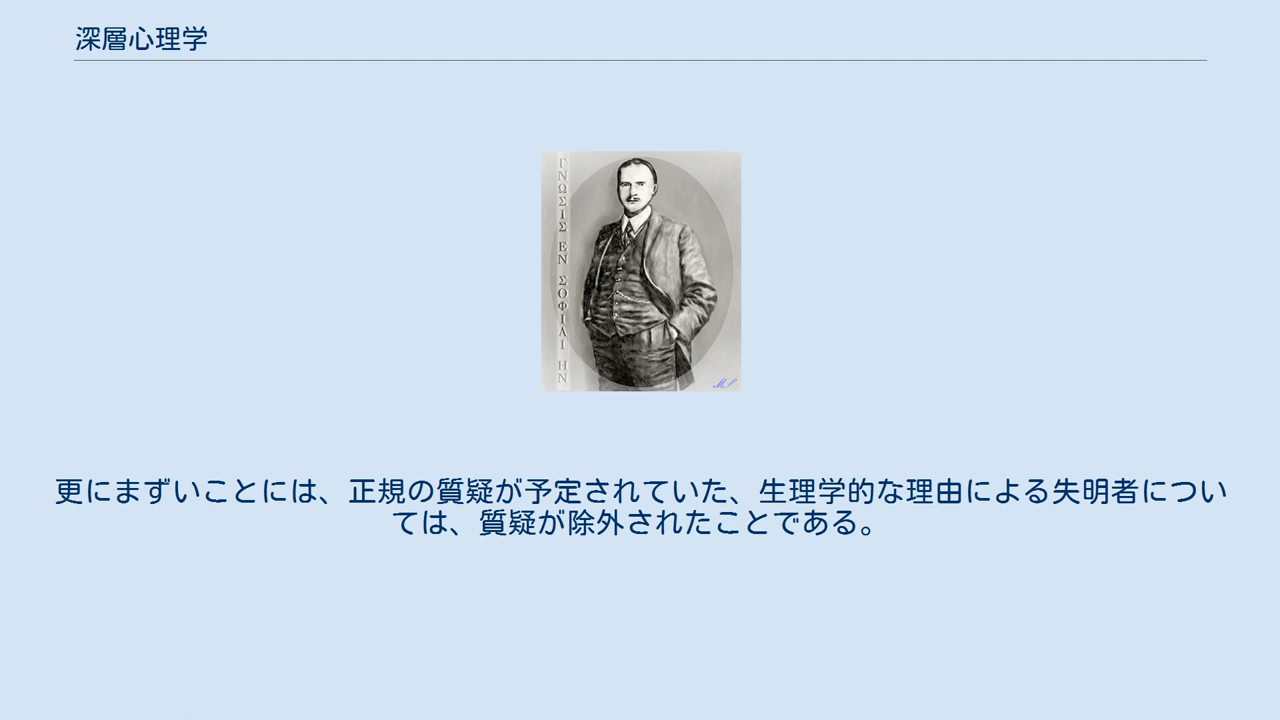 深層心理学
ΓΝΩΣΙΣ ΕΝ ΣΟΦΙΑΙ ΗΝ
更にまずいことには、正規の質疑が予定されていた、生理学的な理由による失明者につい
ては、質疑が除外されたことである。